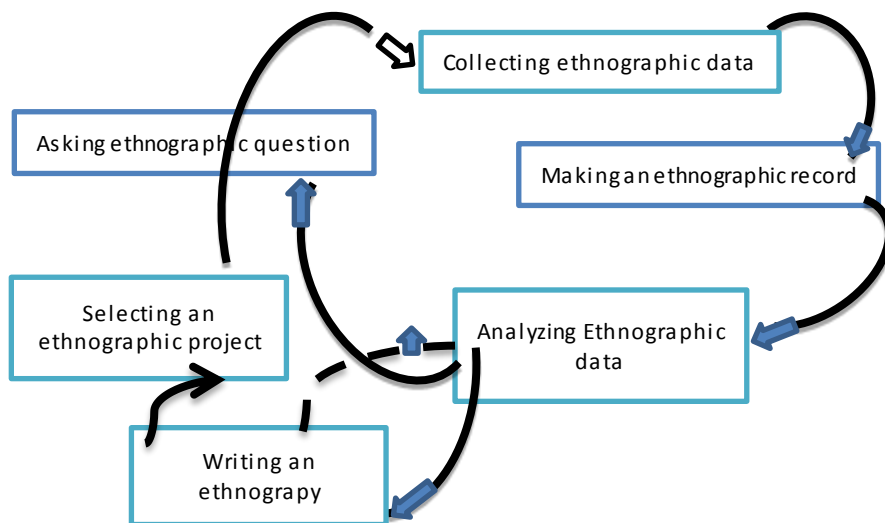 Collecting ethnographic data
Asking ethnographic question
Making an ethnographic record
Selecting an
ethnographic project
Analyzing Ethnographic
data
Writing an
ethnograpy